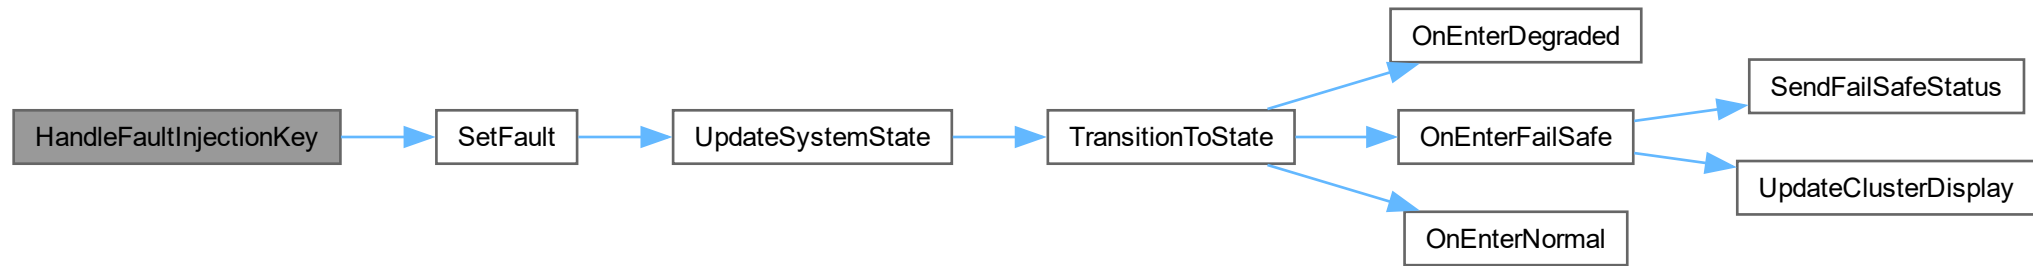 HandleFaultInjectionKey
SetFault
UpdateSystemState
TransitionToState
OnEnterDegraded
OnEnterFailSafe
OnEnterNormal
SendFailSafeStatus
UpdateClusterDisplay